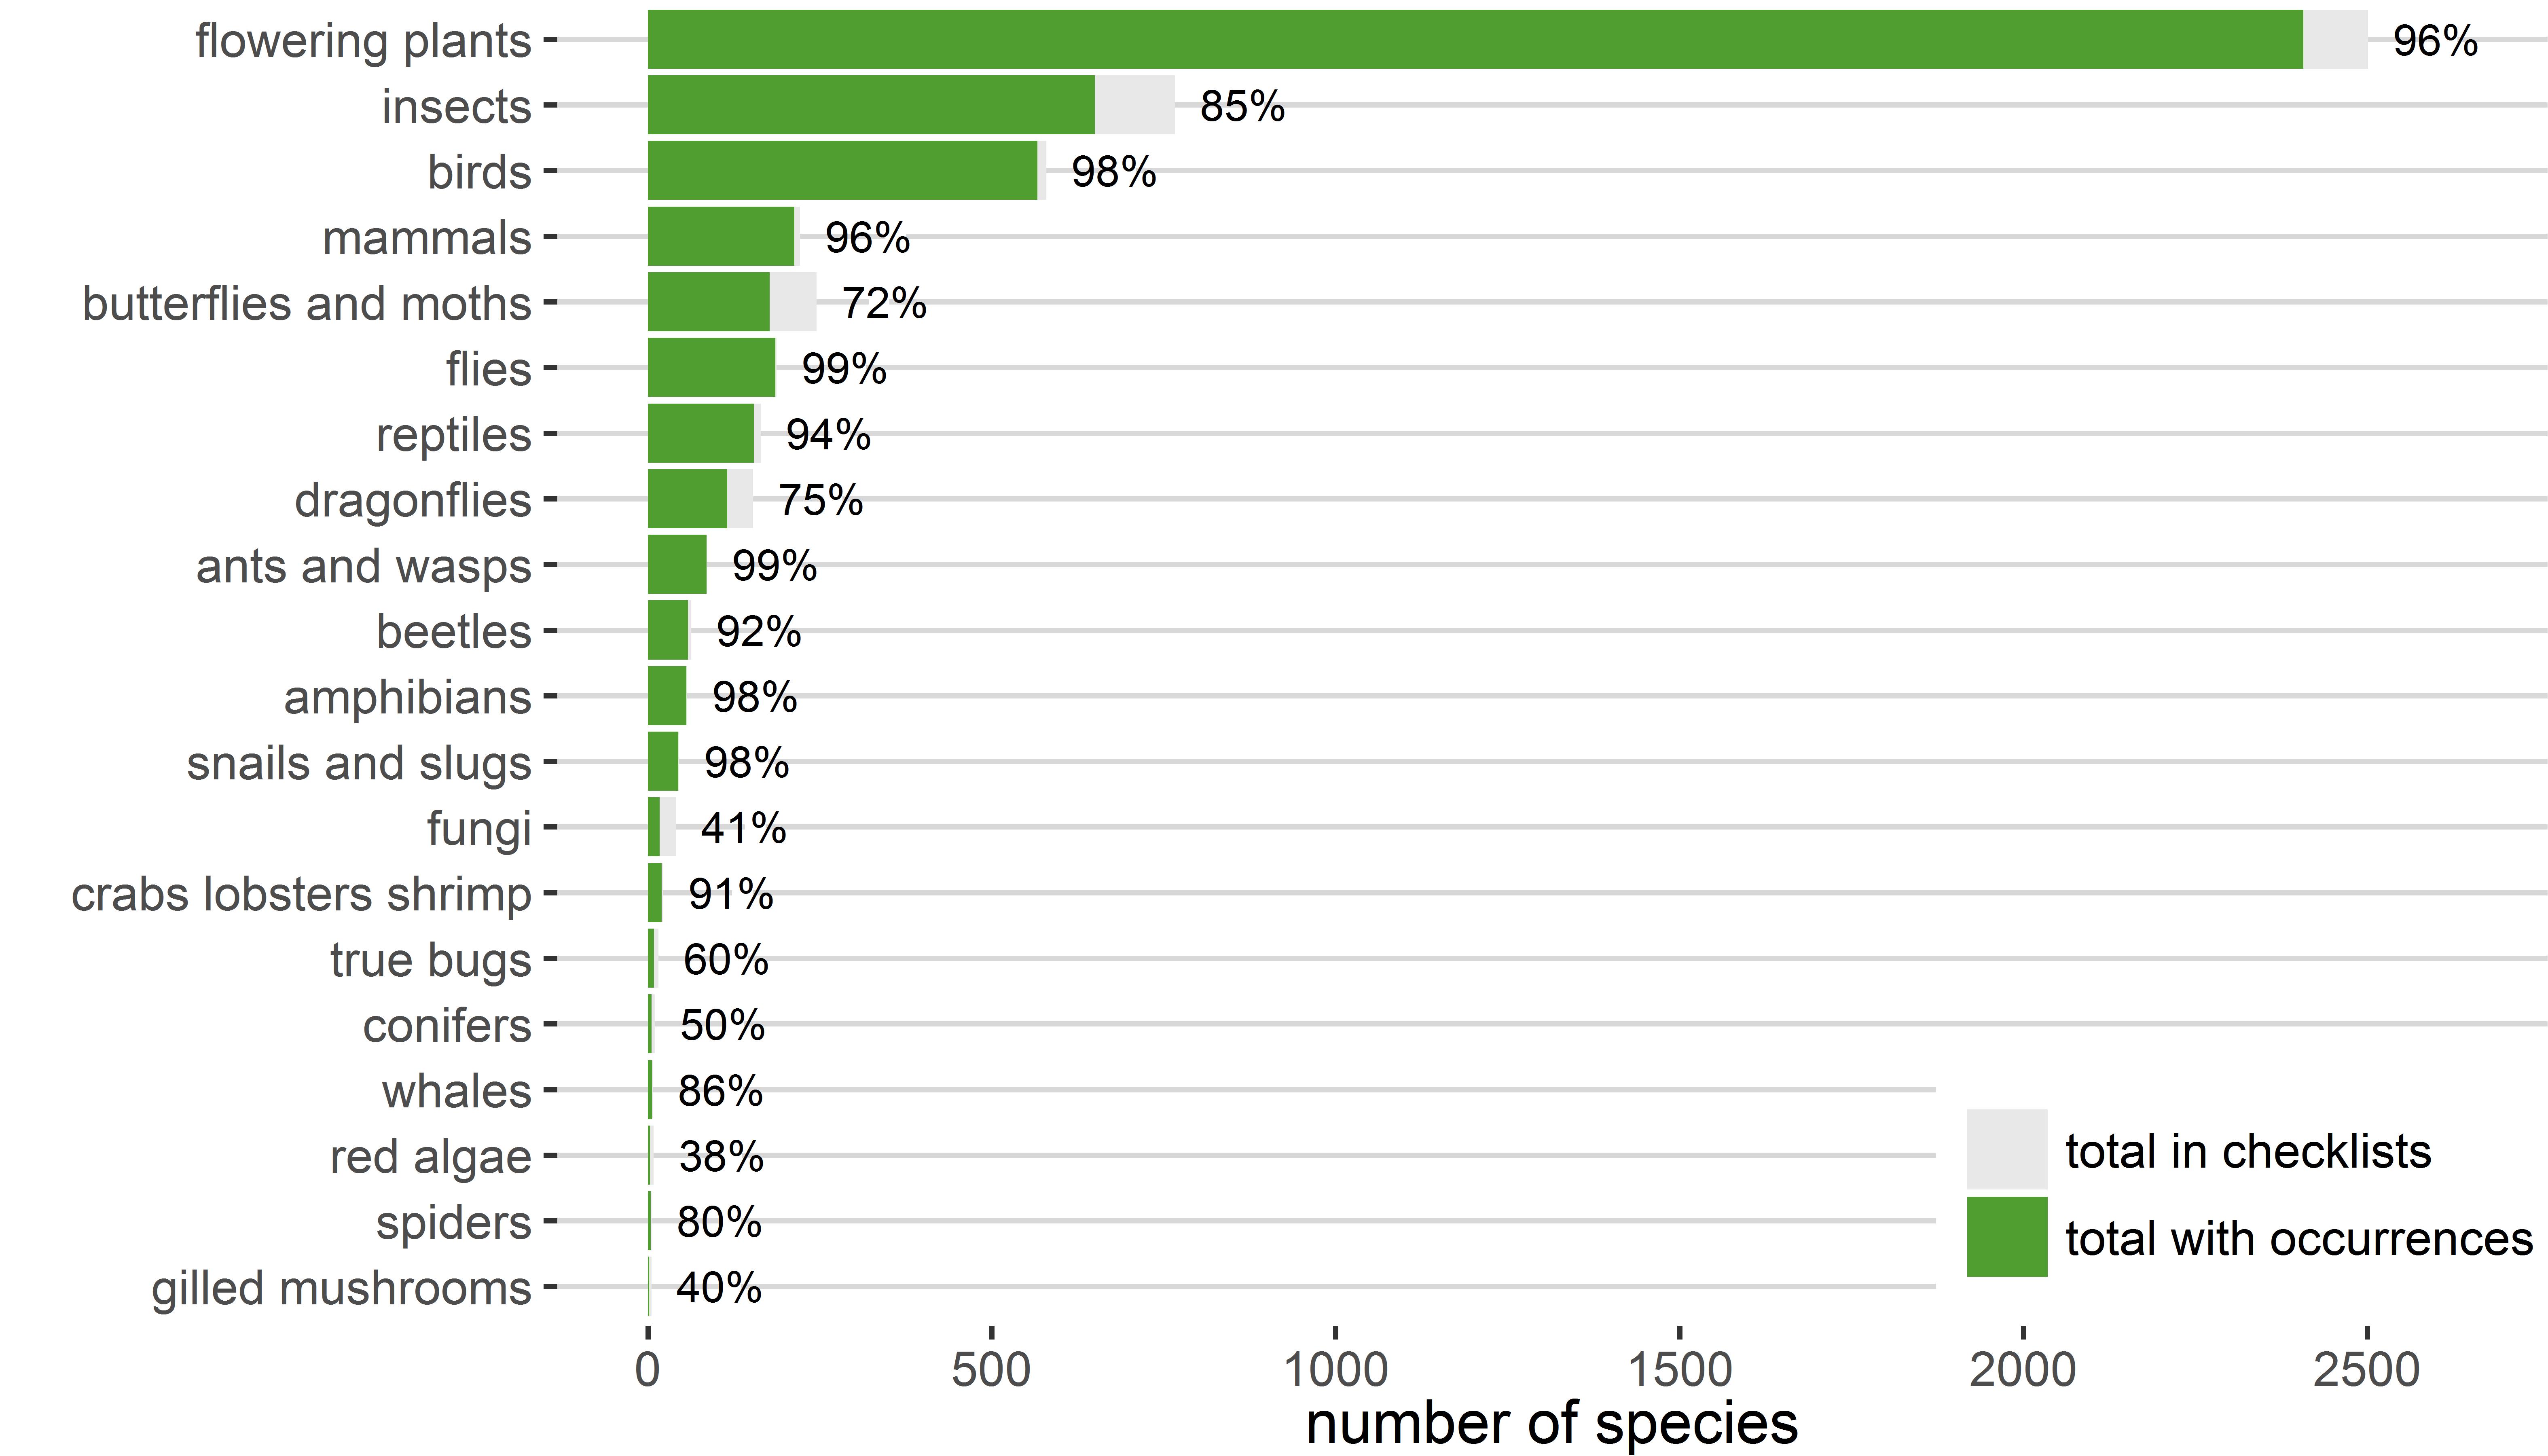 flowering plants 96%
insects 85%
birds 98%
mammals 96%
butterflies and moths 72%
flies 99%
reptiles 94%
dragonflies 75%
ants and wasps 99%
beetles 92%
amphibians 98%
snails and slugs 98%
fungi 41%
crabs lobsters shrimp 91%
true bugs 60%
conifers 50%
whales 86%
red algae 38%
spiders 80%
gilled mushrooms 40%
total in checklists
total with occurrences
0 500 1000 1500 2000 2500
number of species